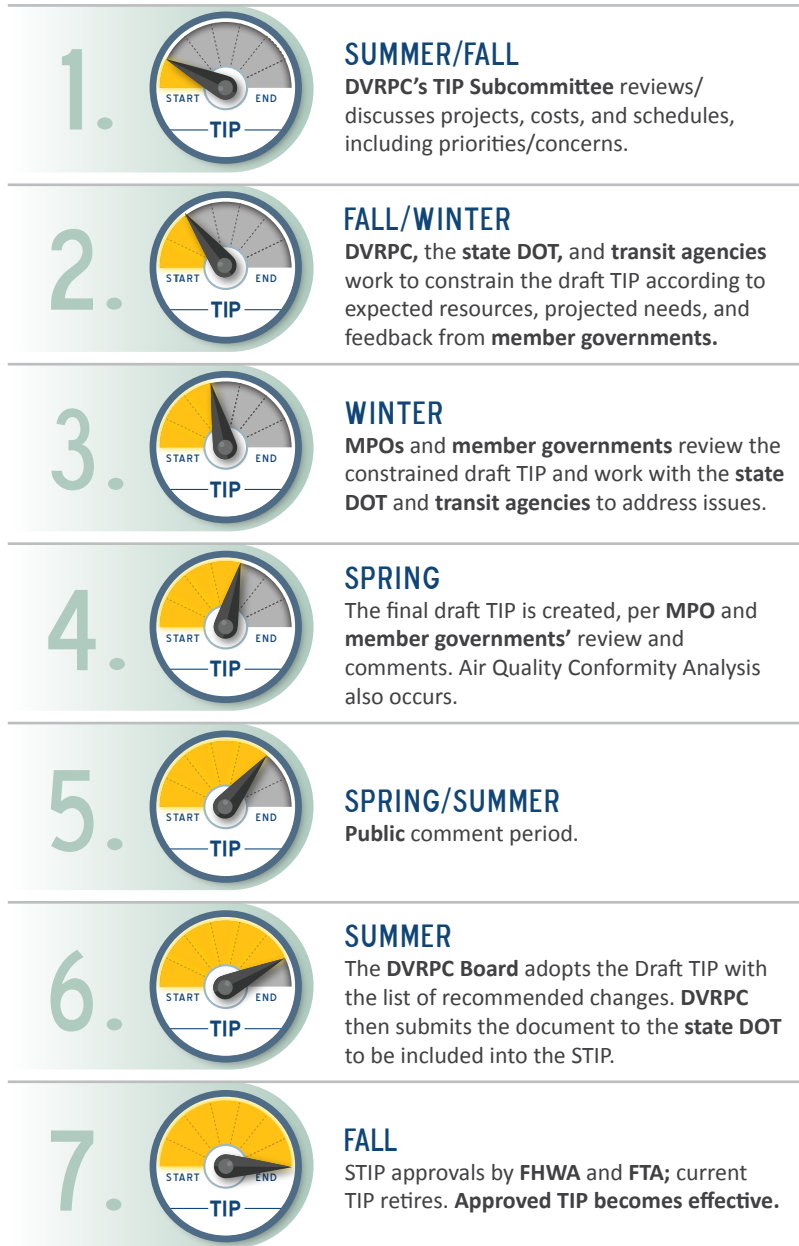 1.
START
END
TIP
SUMMER/FALL
DVRPC's TIP Subcommittee reviews/
discusses projects, costs, and schedules,
including priorities/concerns.
2.
START
END
TIP
FALL/WINTER
DVRPC, the state DOT, and transit agencies
work to constrain the draft TIP according to
expected resources, projected needs, and
feedback from member governments.
3.
START
END
TIP
WINTER
MPOs and member governments review the
constrained draft TIP and work with the state
DOT and transit agencies to address issues.
4.
START
END
TIP
SPRING
The final draft TIP is created, per MPO and
member governments' review and
comments. Air Quality Conformity Analysis
also occurs.
5.
START
END
TIP
SPRING/SUMMER
Public comment period.
6.
START
END
TIP
SUMMER
The DVRPC Board adopts the Draft TIP with
the list of recommended changes. DVRPC
then submits the document to the state DOT
to be included into the STIP.
7.
START
END
TIP
FALL
STIP approvals by FHWA and FTA; current
TIP retires. Approved TIP becomes effective.